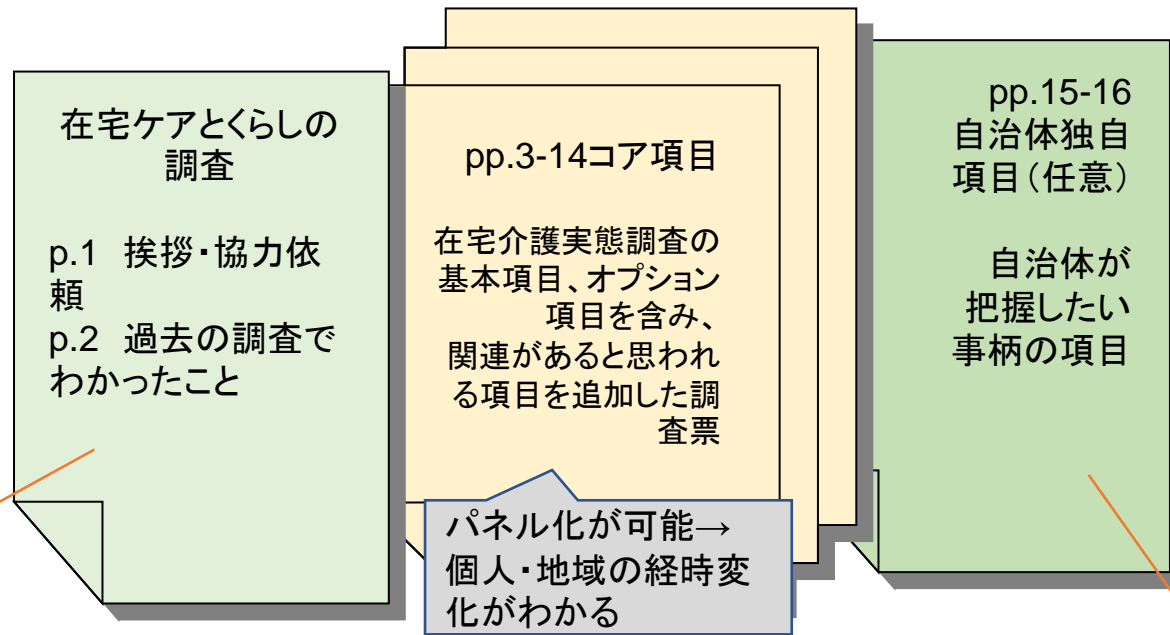 在宅ケアとくらしの
調査
p.1　挨拶・協力依
頼
p.2　過去の調査で
わかったこと
pp.3-14コア項目
在宅介護実態調査の
基本項目、オプション
項目を含み、
関連があると思われ
る項目を追加した調
査票
パネル化が可能→
個人・地域の経時変
化がわかる
pp.15-16
自治体独自
項目（任意）
自治体が
把握したい
事柄の項目